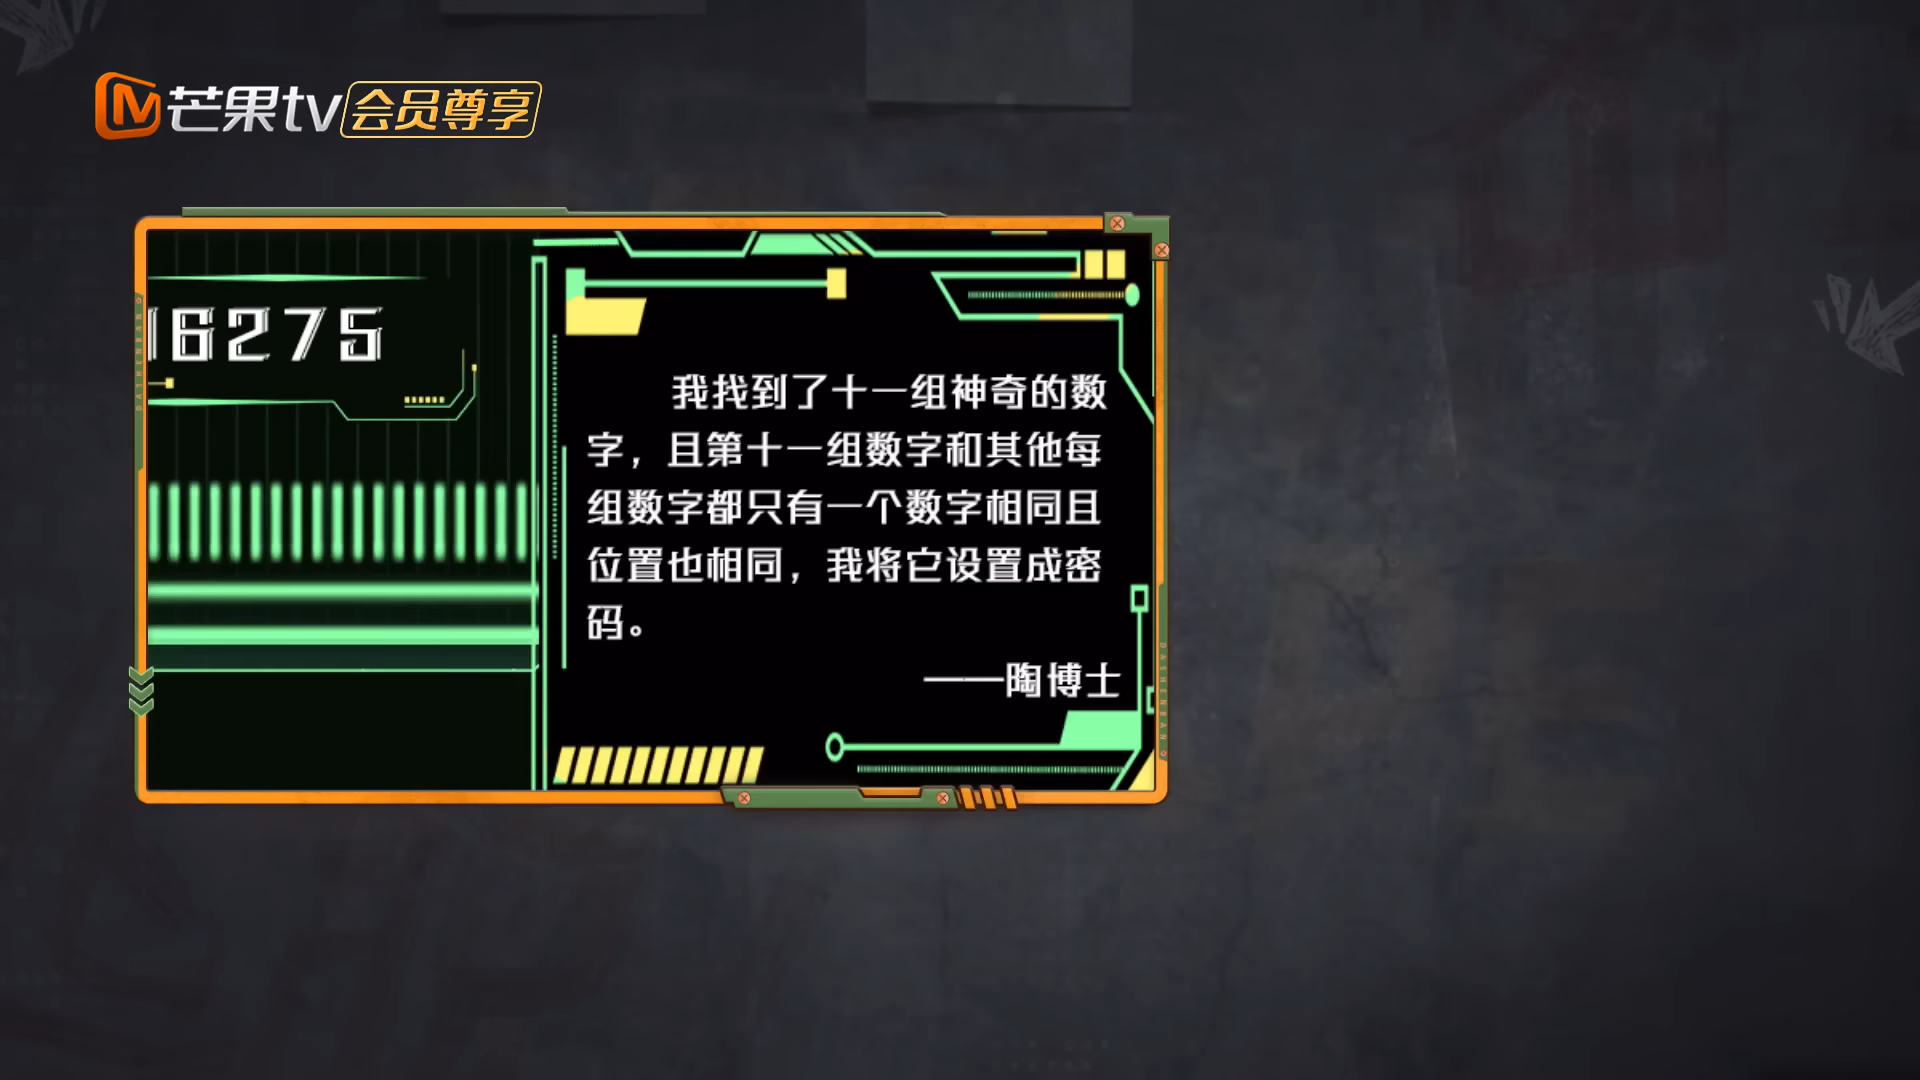 芒果tv会员尊享
16275
我找到了十一组神奇的数
字，且第十一组数字和其他每
组数字都只有一个数字相同且
位置也相同，我将它设置成密
码。
——陶博士